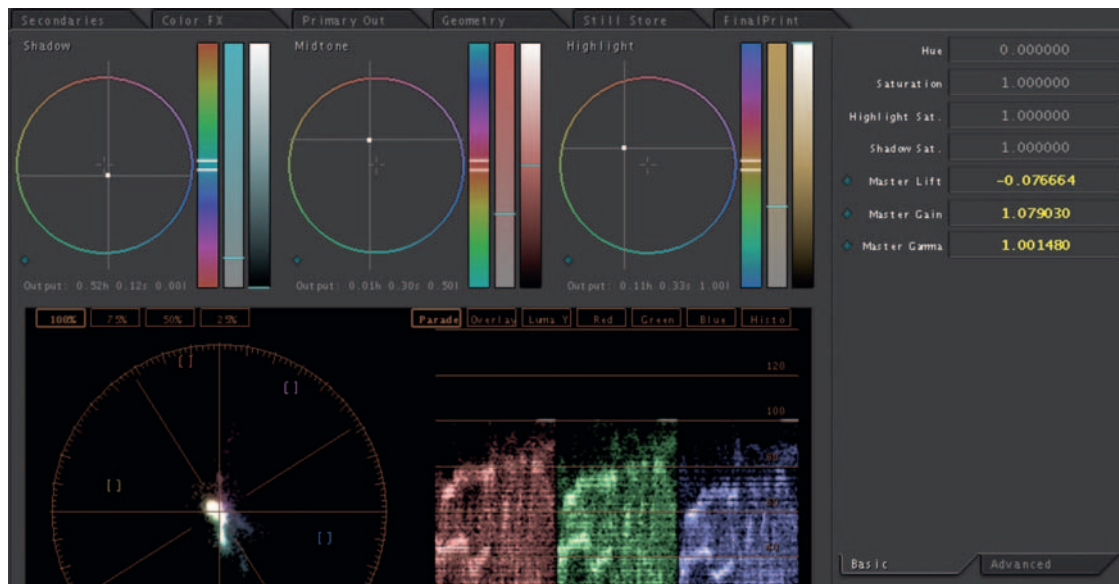 Secondaries Color FX Primary Out Geometry Still Store FinalPrint
Shadow Midtone Highlight
Hue 0.000000
Saturation 1.000000
Highlight Sat. 1.000000
Shadow Sat. 1.000000
Master Lift -0.076664
Master Gain 1.079030
Master Gamma 1.001480
Output: 0.52h 0.12s 0.00l Output: 0.01h 0.30s 0.50l Output: 0.11h 0.33s 1.00l
100% 75% 50% 25% Parade Overlay Luma Y Red Green Blue Histo
120
100
[ ]
[ ]
80
[ ]
[ ]
Basic Advanced